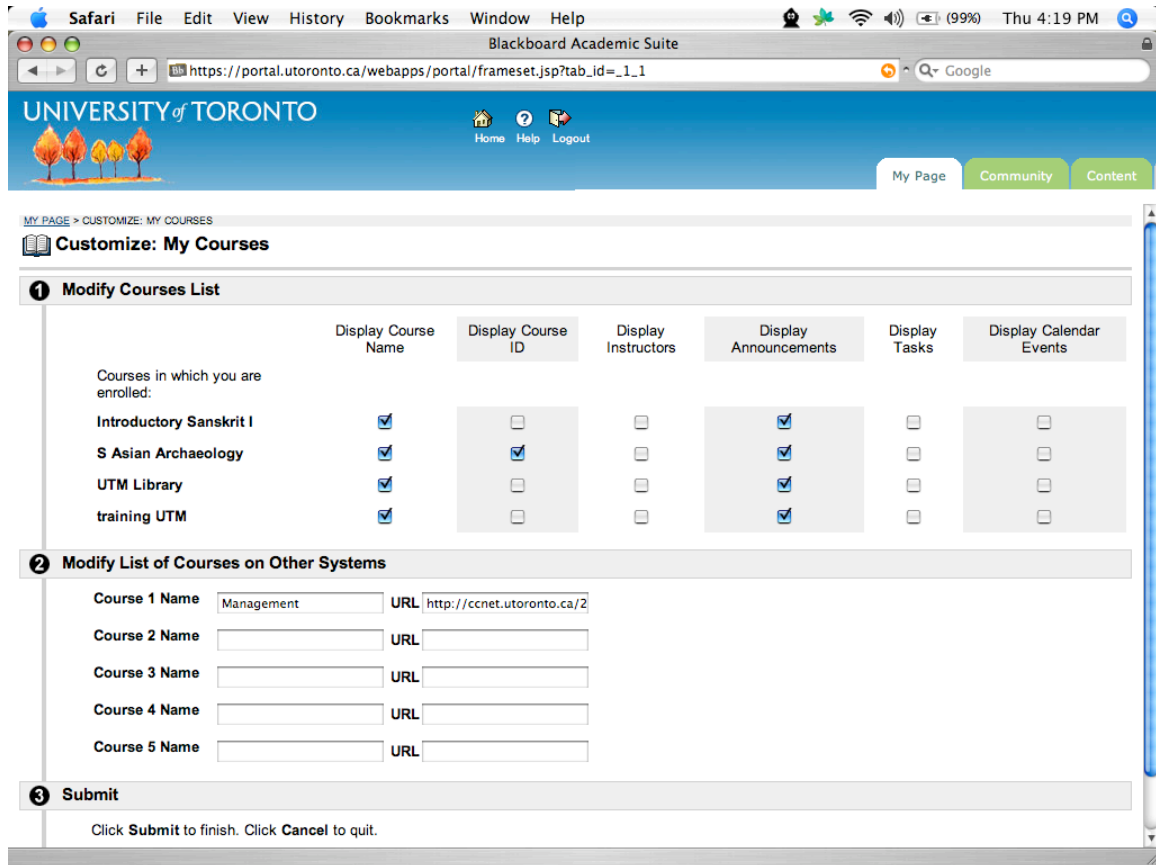 Safari File Edit View History Bookmarks Window Help (99%) Thu 4:19 PM
Blackboard Academic Suite
Bb https://portal.utoronto.ca/webapps/portal/frameset.jsp?tab_id=_1_1 Q Google
UNIVERSITY of TORONTO
Home Help Logout
My Page Community Content
MY PAGE > CUSTOMIZE: MY COURSES
Customize: My Courses
1 Modify Courses List
Display Course Name Display Course ID Display Instructors Display Announcements Display Tasks Display Calendar Events
Courses in which you are
enrolled:
Introductory Sanskrit I
S Asian Archaeology
UTM Library
training UTM
2 Modify List of Courses on Other Systems
Course 1 Name Management URL http://ccnet.utoronto.ca/2
Course 2 Name URL
Course 3 Name URL
Course 4 Name URL
Course 5 Name URL
3 Submit
Click Submit to finish. Click Cancel to quit.